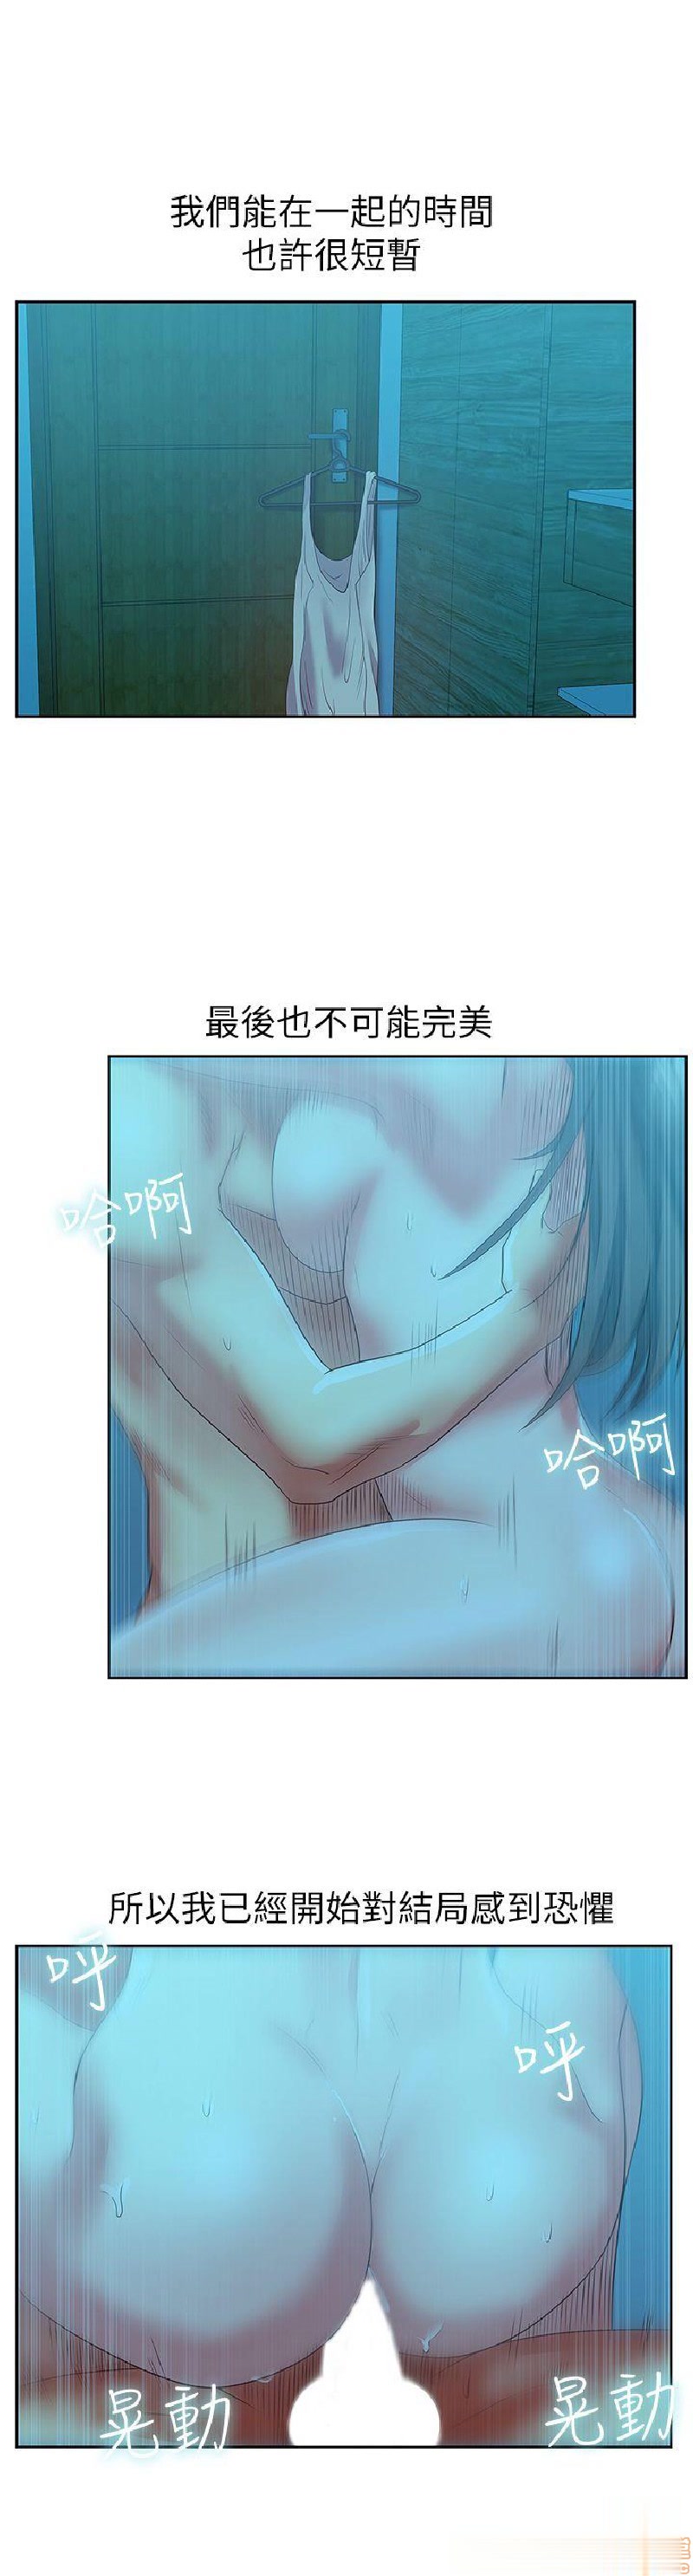 我們能在一起的時間
也許很短暫
最後也不可能完美
哈啊
哈啊
所以我已經開始對結局感到恐懼
呼
呼
晃動
晃動